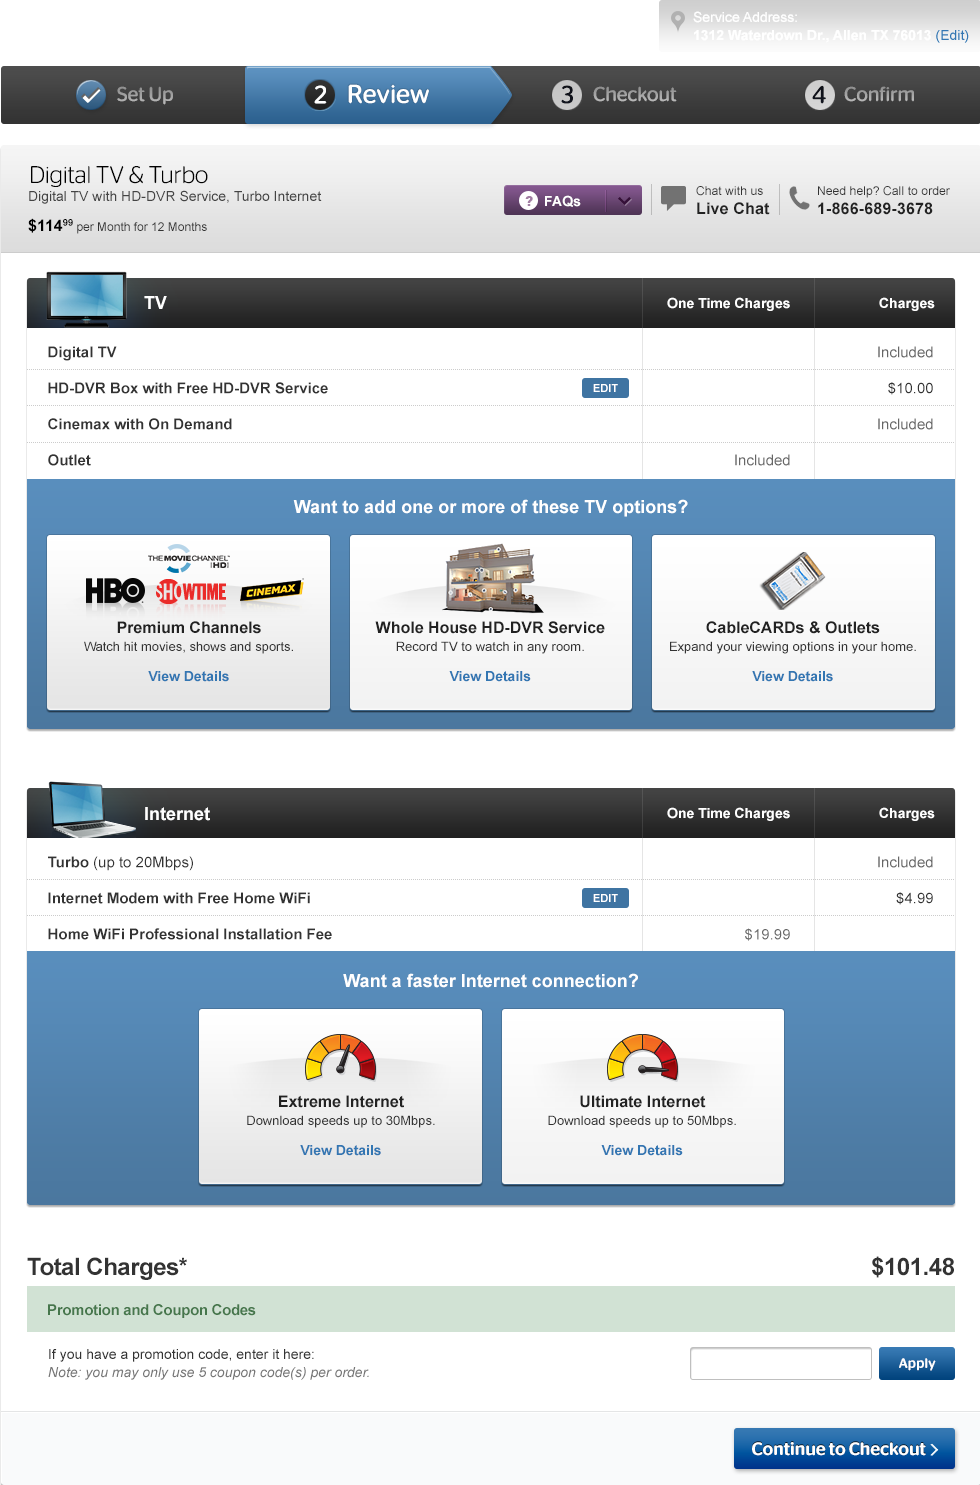 Service Address:
1312 Waterdown Dr., Allen TX 76013 (Edit)
Set Up
2 Review
3 Checkout
4 Confirm
Digital TV & Turbo
Digital TV with HD-DVR Service, Turbo Internet
$114.99 per Month for 12 Months
? FAQs
Chat with us
Live Chat
Need help? Call to order
1-866-689-3678
TV One Time Charges Charges
Digital TV Included
HD-DVR Box with Free HD-DVR Service EDIT $10.00
Cinemax with On Demand Included
Outlet Included
Want to add one or more of these TV options?
THE MOVIE CHANNEL HD
HBO SHOWTIME CINEMAX
Premium Channels
Watch hit movies, shows and sports.
View Details
Whole House HD-DVR Service
Record TV to watch in any room.
View Details
CableCARDs & Outlets
Expand your viewing options in your home.
View Details
Internet One Time Charges Charges
Turbo (up to 20Mbps) Included
Internet Modem with Free Home WiFi EDIT $4.99
Home WiFi Professional Installation Fee $19.99
Want a faster Internet connection?
Extreme Internet
Download speeds up to 30Mbps.
View Details
Ultimate Internet
Download speeds up to 50Mbps.
View Details
Total Charges* $101.48
Promotion and Coupon Codes
If you have a promotion code, enter it here:
Note: you may only use 5 coupon code(s) per order.
Apply
Continue to Checkout >